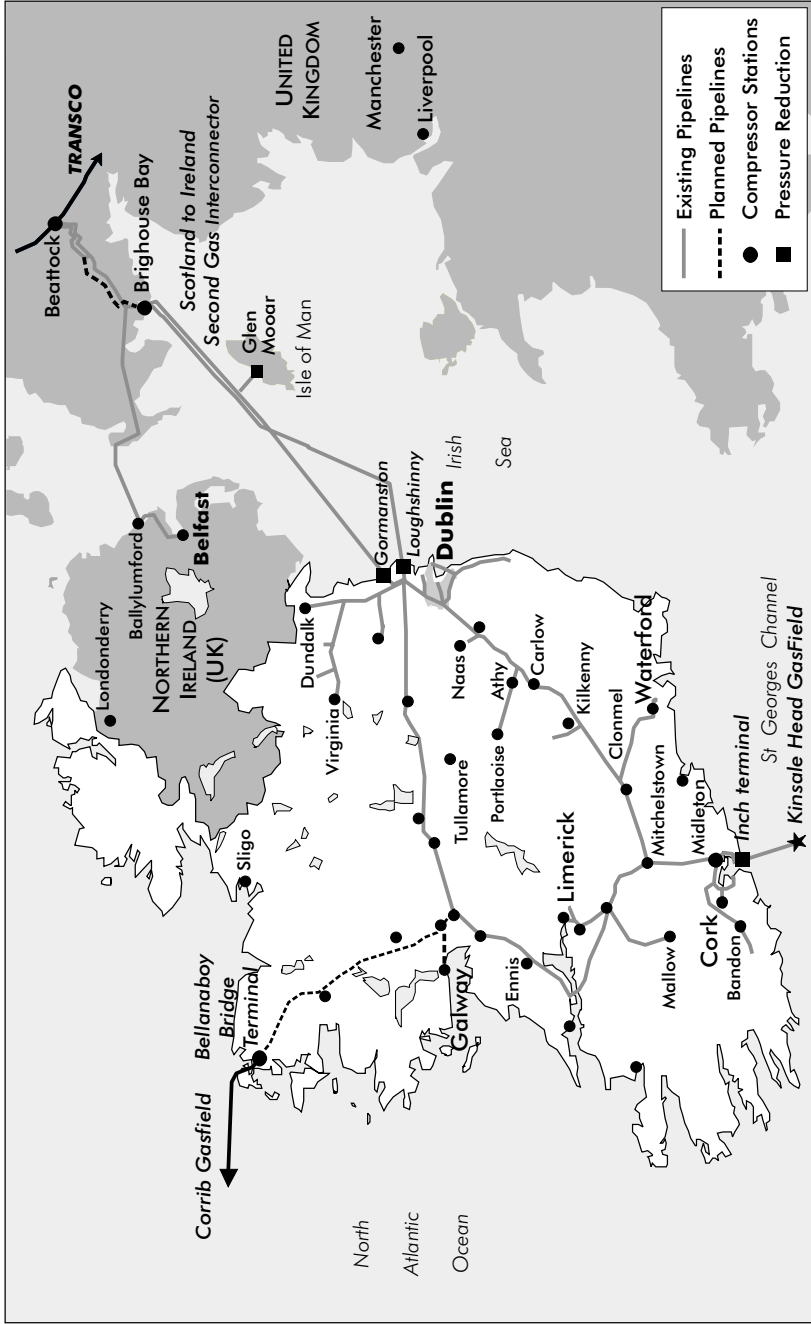 Beattock
TRANSCO
Brighouse Bay
Scotland to Ireland
Second Gas Interconnector
UNITED
KINGDOM
Manchester
Liverpool
Glen
Mooar
Isle of Man
Londonderry
Ballylumford
Belfast
NORTHERN
IRELAND
(UK)
Gormanston
Loughshinny
Dublin
Irish
Sea
Dundalk
Virginia
Sligo
Bellanaboy
Bridge
Terminal
Corrib Gasfield
North
Atlantic
Ocean
Galway
Tullamore
Naas
Athy
Portlaoise
Carlow
Kilkenny
Ennis
Limerick
Clonmel
Waterford
Mitchelstown
Midleton
Mallow
Cork
Bandon
Inch terminal
St Georges Channel
Kinsale Head GasField
Existing Pipelines
Planned Pipelines
Compressor Stations
Pressure Reduction